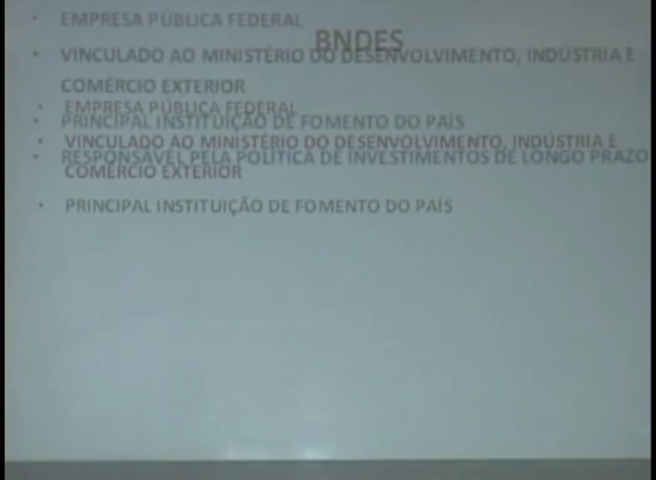 EMPRESA PÚBLICA FEDERAL
BNDES
• VINCULADO AO MINISTÉRIO DO DESENVOLVIMENTO, INDÚSTRIA E
COMÉRCIO EXTERIOR
• EMPRESA PÚBLICA FEDERAL
• PRINCIPAL INSTITUIÇÃO DE FOMENTO DO PAÍS
• VINCULADO AO MINISTÉRIO DO DESENVOLVIMENTO, INDÚSTRIA E
• RESPONSÁVEL PELA POLÍTICA DE INVESTIMENTOS DE LONGO PRAZO
COMÉRCIO EXTERIOR
• PRINCIPAL INSTITUIÇÃO DE FOMENTO DO PAÍS